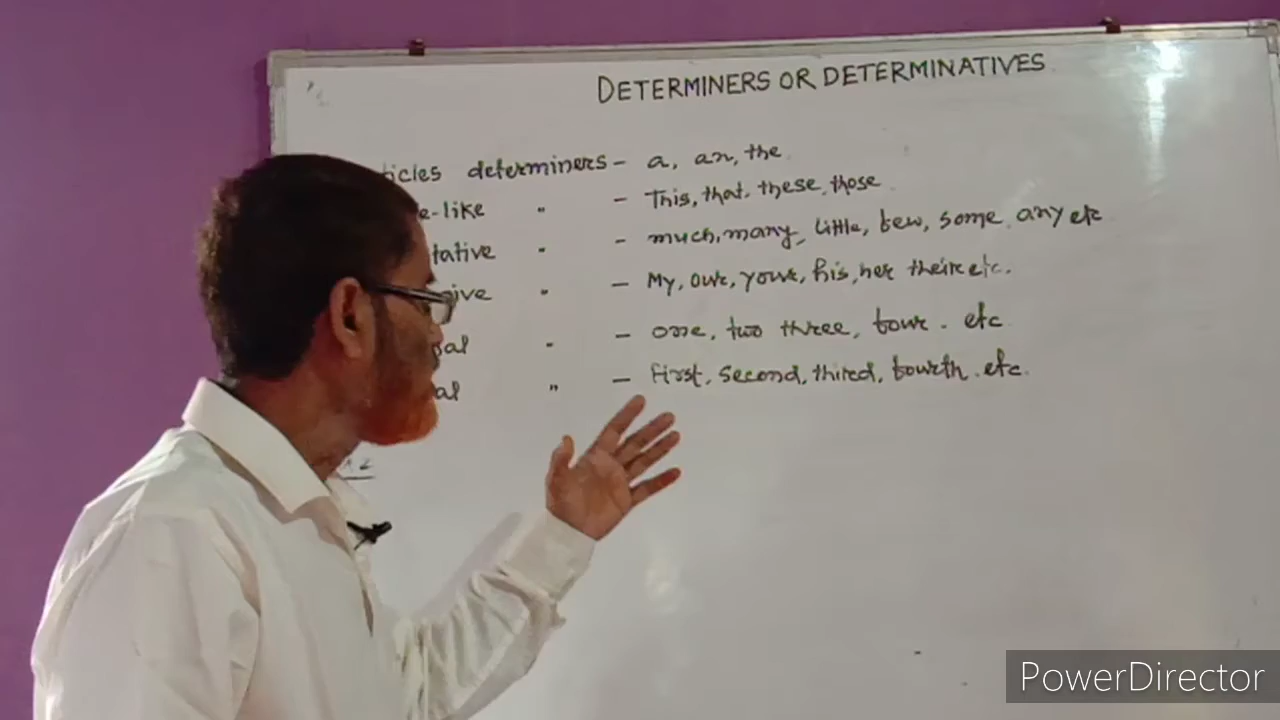 DETERMINERS OR DETERMINATIVES
ticles determiners - a, an, the
e-like " - This, that, these, those
tative " - much, many, little, few, some, any etc
ive " - My, our, your, his, her their etc.
al " - one, two three, four. etc
al " - First, second, third, fourth. etc.
PowerDirector